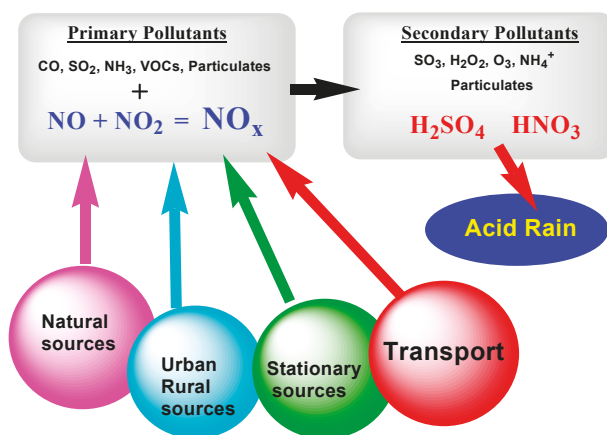 Primary Pollutants
CO, SO₂, NH₃, VOCs, Particulates
+
NO + NO₂ = NOₓ
Secondary Pollutants
SO₃, H₂O₂, O₃, NH₄⁺
Particulates
H₂SO₄ HNO₃
Acid Rain
Natural
sources
Urban
Rural
sources
Stationary
sources
Transport